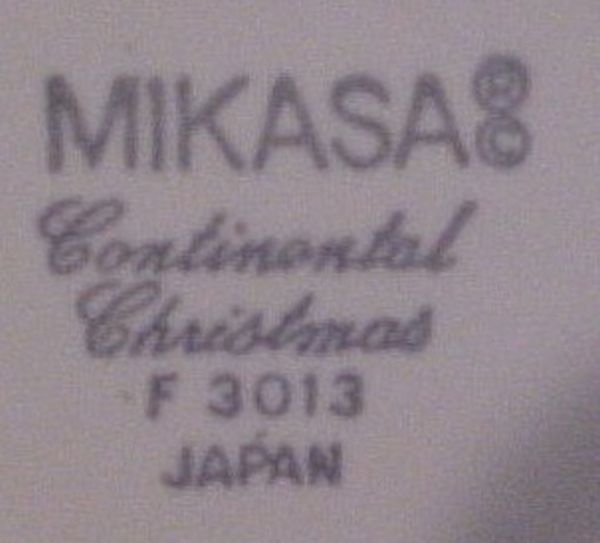 MIKASA®©
Continental
Christmas
F 3013
JAPAN